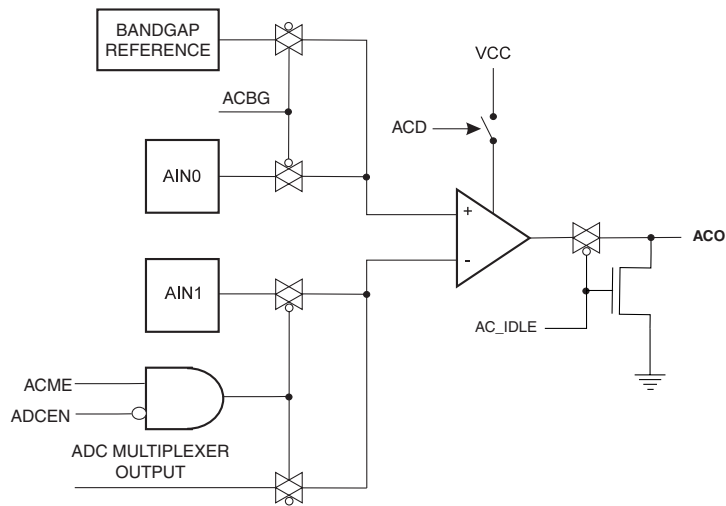 BANDGAP
REFERENCE
ACBG
VCC
ACD
AIN0
+
-
ACO
AIN1
AC_IDLE
ACME
ADCEN
ADC MULTIPLEXER
OUTPUT